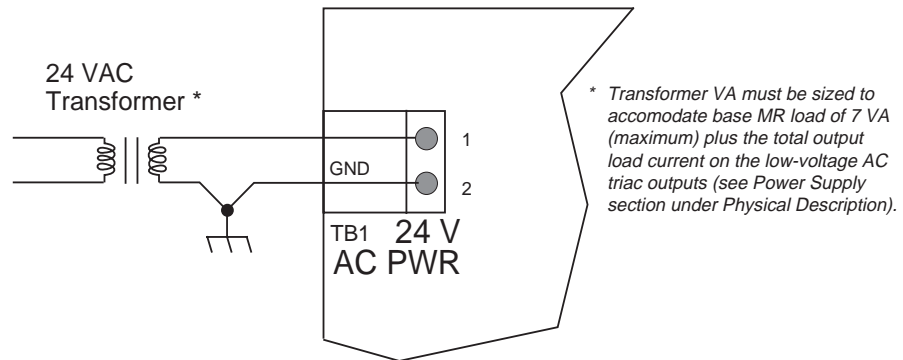 24 VAC
Transformer *
* Transformer VA must be sized to
accomodate base MR load of 7 VA
(maximum) plus the total output
load current on the low-voltage AC
triac outputs (see Power Supply
section under Physical Description).
1
GND
2
TB1 24 V
AC PWR